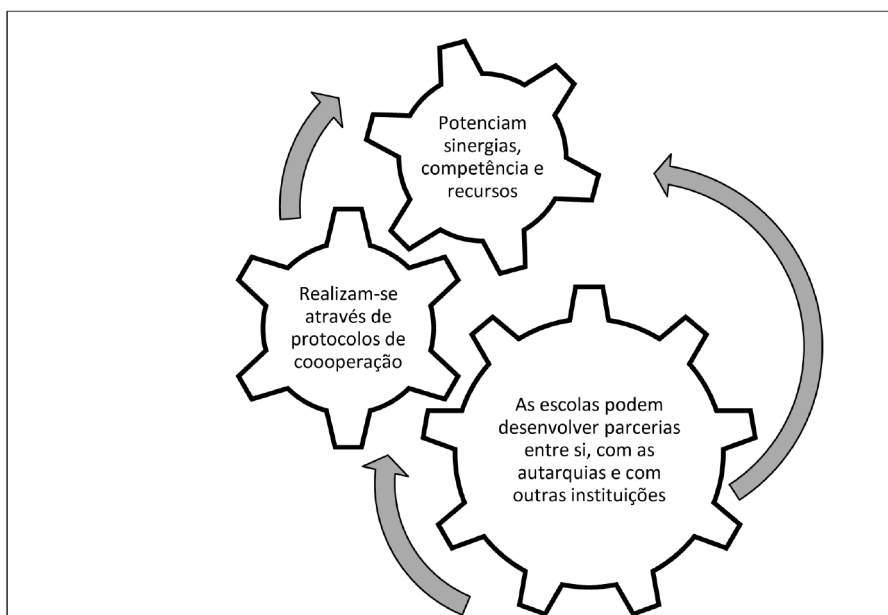 Potenciam
sinergias,
competência e
recursos
Realizam-se
através de
protocolos de
coooperação
As escolas podem
desenvolver parcerias
entre si, com as
autarquias e com
outras instituições